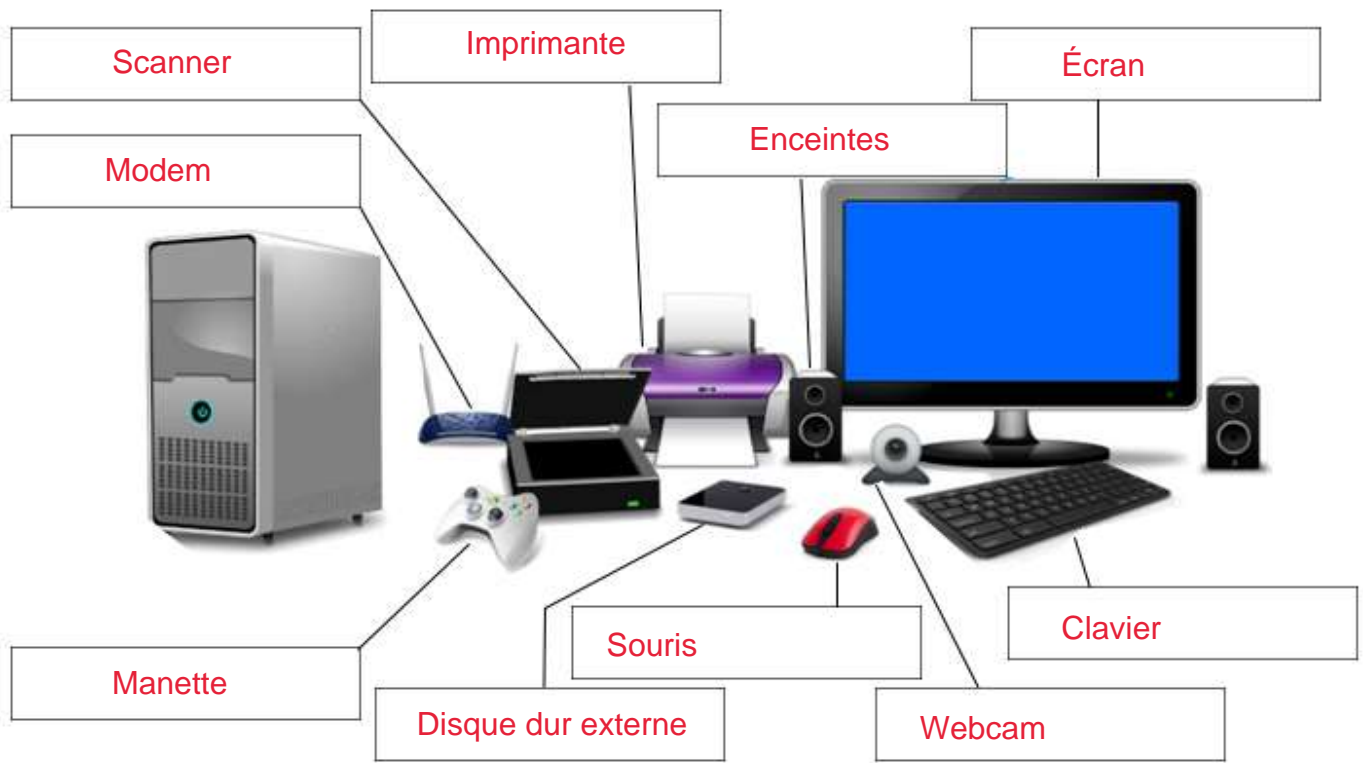 Scanner
Imprimante
Écran
Enceintes
Modem
Manette
Souris
Clavier
Disque dur externe
Webcam